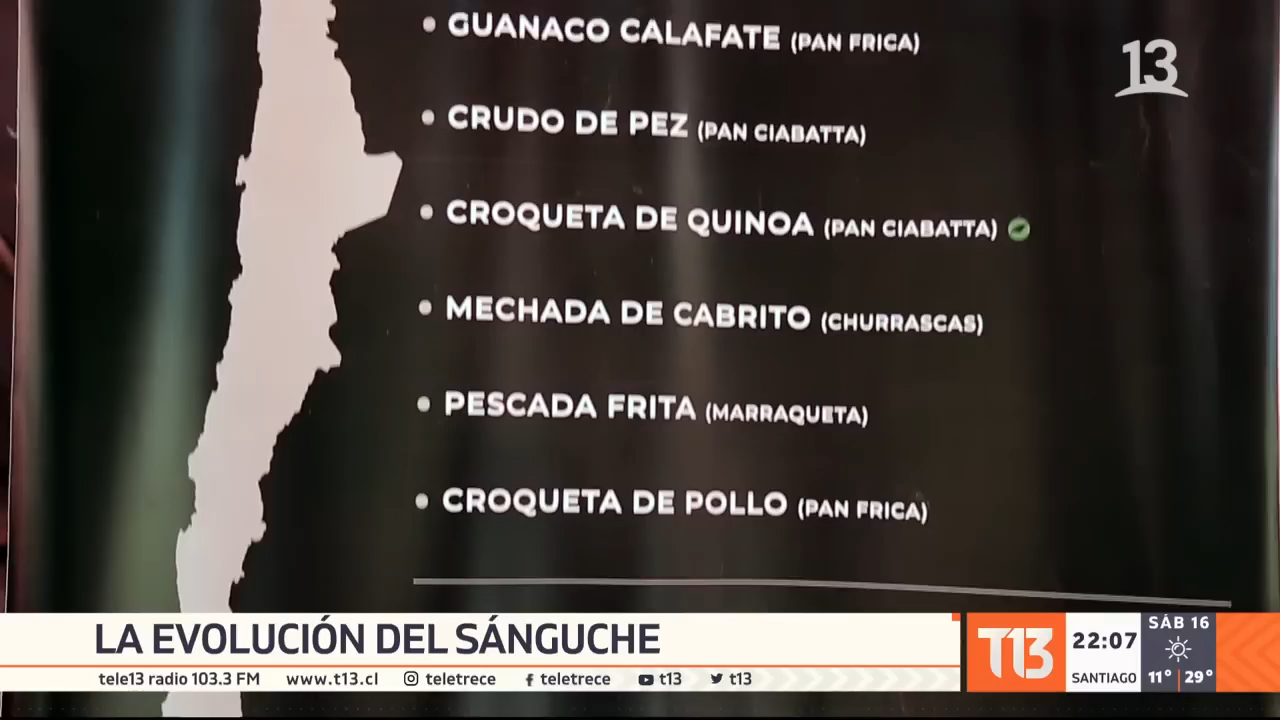 • GUANACO CALAFATE (PAN FRICA)
13
• CRUDO DE PEZ (PAN CIABATTA)
• CROQUETA DE QUINOA (PAN CIABATTA)
• MECHADA DE CABRITO (CHURRASCAS)
• PESCADA FRITA (MARRAQUETA)
• CROQUETA DE POLLO (PAN FRICA)
LA EVOLUCIÓN DEL SÁNGUCHE
tele13 radio 103.3 FM www.t13.cl teletrece teletrece t13 t13
T13
22:07
SANTIAGO
SÁB 16
11° 29°